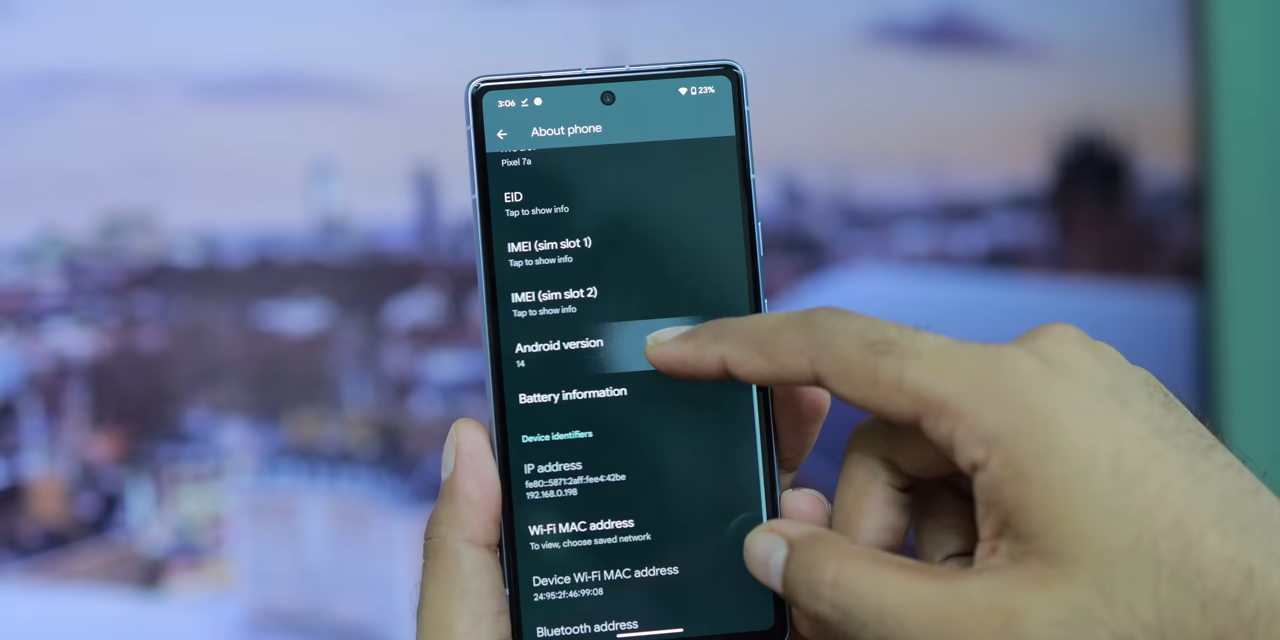 3:06
23%
About phone
Pixel 7a
EID
Tap to show info
IMEI (sim slot 1)
Tap to show info
IMEI (sim slot 2)
Tap to show info
Android version
14
Battery information
Device identifiers
IP address
fe80::5871:2aff:fee4:42be
192.168.0.198
Wi-Fi MAC address
To view, choose saved network
Device Wi-Fi MAC address
24:95:2f:46:99:08
Bluetooth address